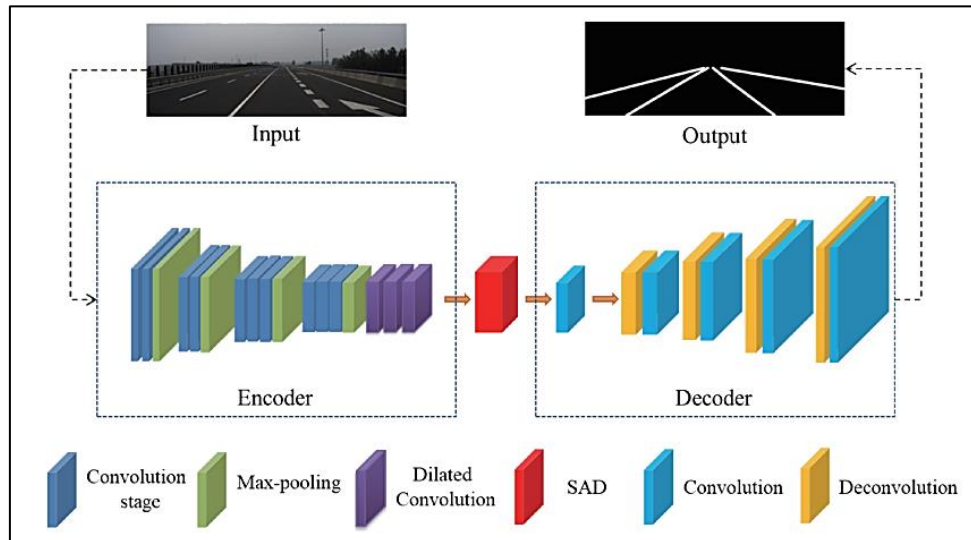 Input
Output
Encoder
Decoder
Convolution
stage
Max-pooling
Dilated
Convolution
SAD
Convolution
Deconvolution